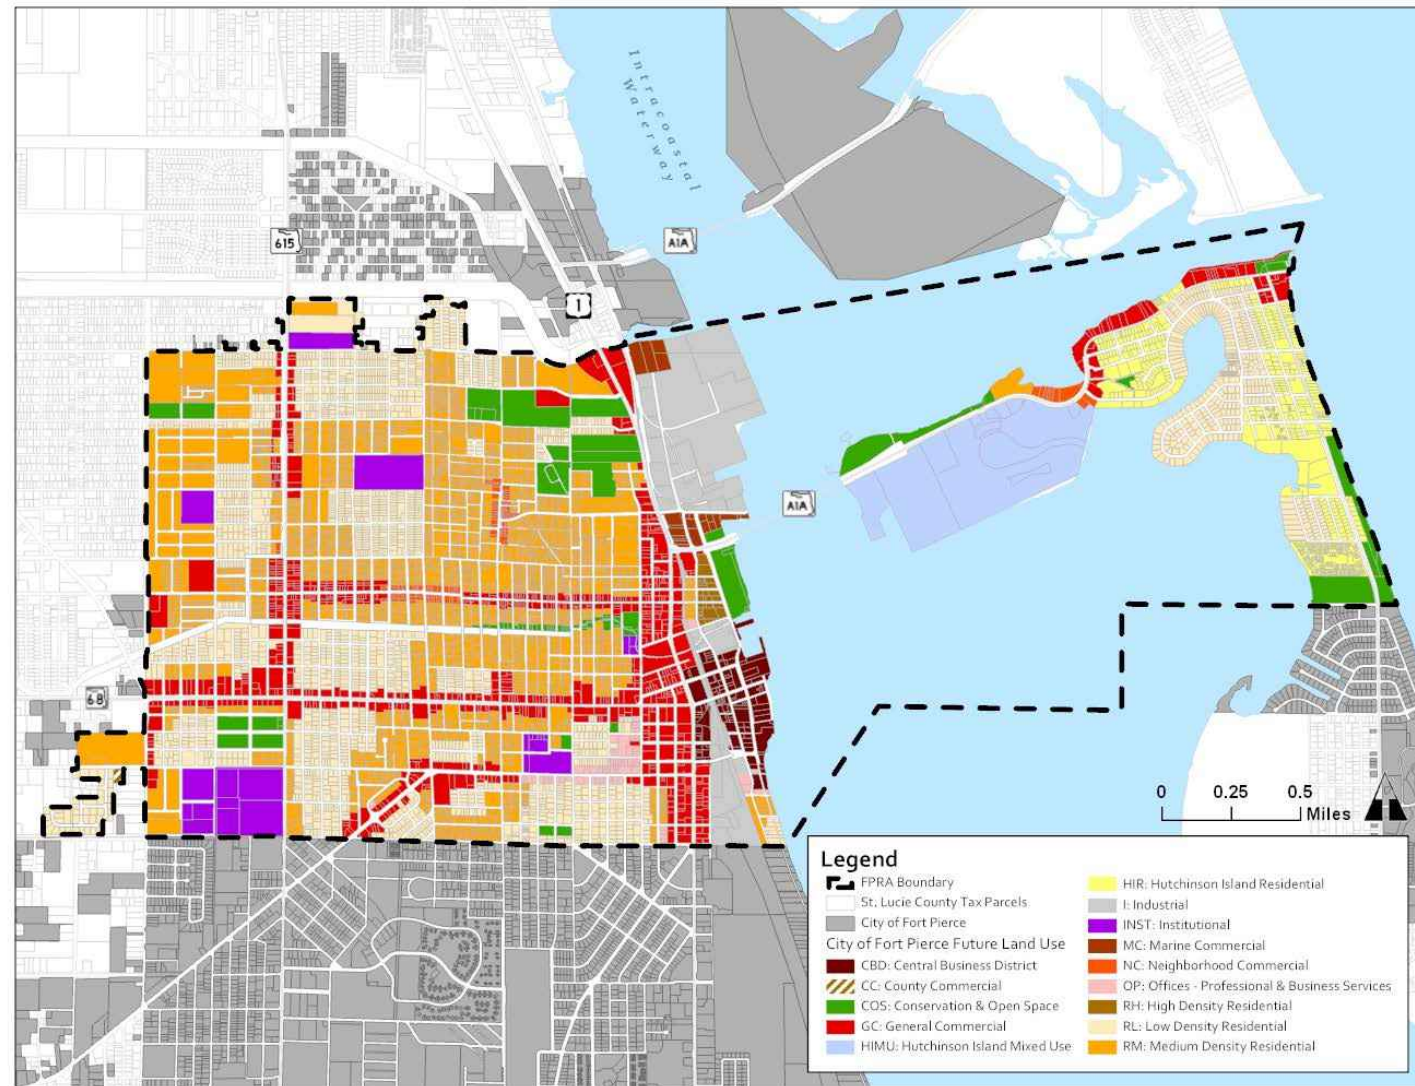 Intracoastal
Waterway
615
A1A
1
A1A
68
0 0.25 0.5
Miles
Legend
FPRA Boundary
St. Lucie County Tax Parcels
City of Fort Pierce
City of Fort Pierce Future Land Use
CBD: Central Business District
CC: County Commercial
COS: Conservation & Open Space
GC: General Commercial
HIMU: Hutchinson Island Mixed Use
HIR: Hutchinson Island Residential
I: Industrial
INST: Institutional
MC: Marine Commercial
NC: Neighborhood Commercial
OP: Offices - Professional & Business Services
RH: High Density Residential
RL: Low Density Residential
RM: Medium Density Residential